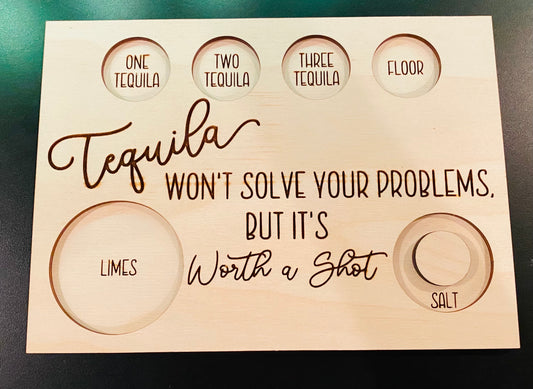 ONE
TEQUILA
TWO
TEQUILA
THREE
TEQUILA
FLOOR
Tequila
WON'T SOLVE YOUR PROBLEMS,
BUT IT'S
Worth a Shot
LIMES
SALT